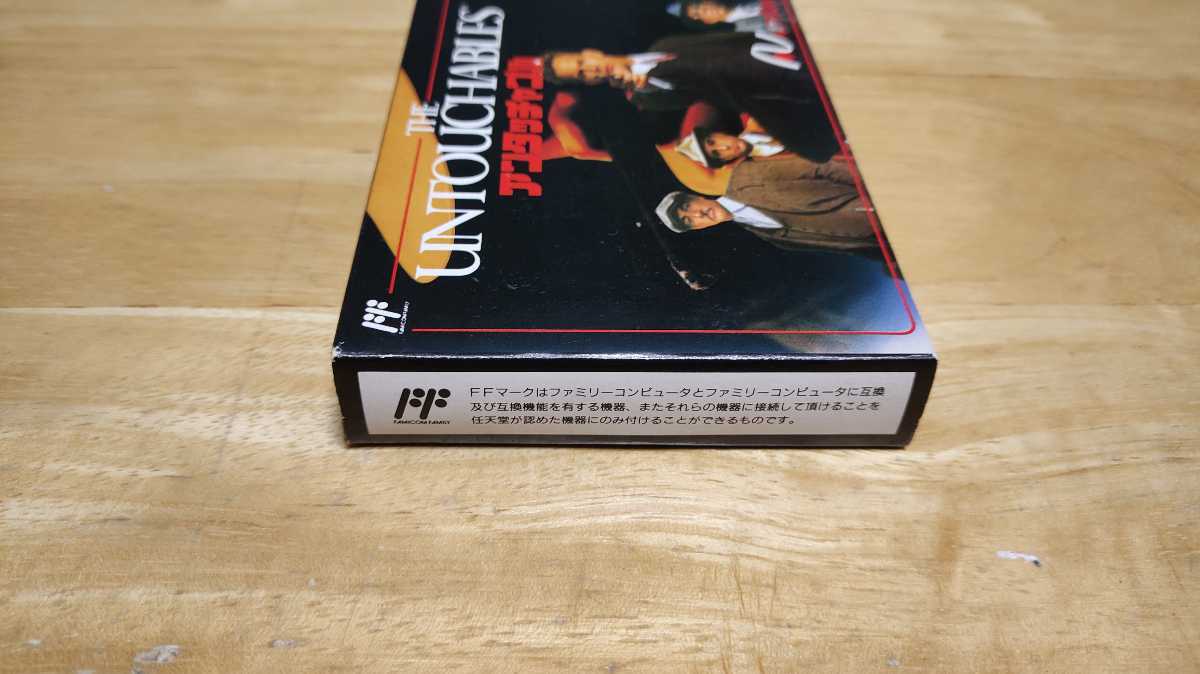 THE
UNTOUCHABLES™
アンタッチャブル
FAMICOM FAMILY
FAMICOM FAMILY
FFマークはファミリーコンピュータとファミリーコンピュータに互換
及び互換機能を有する機器、またそれらの機器に接続して頂けることを
任天堂が認めた機器にのみ付けることができるものです。